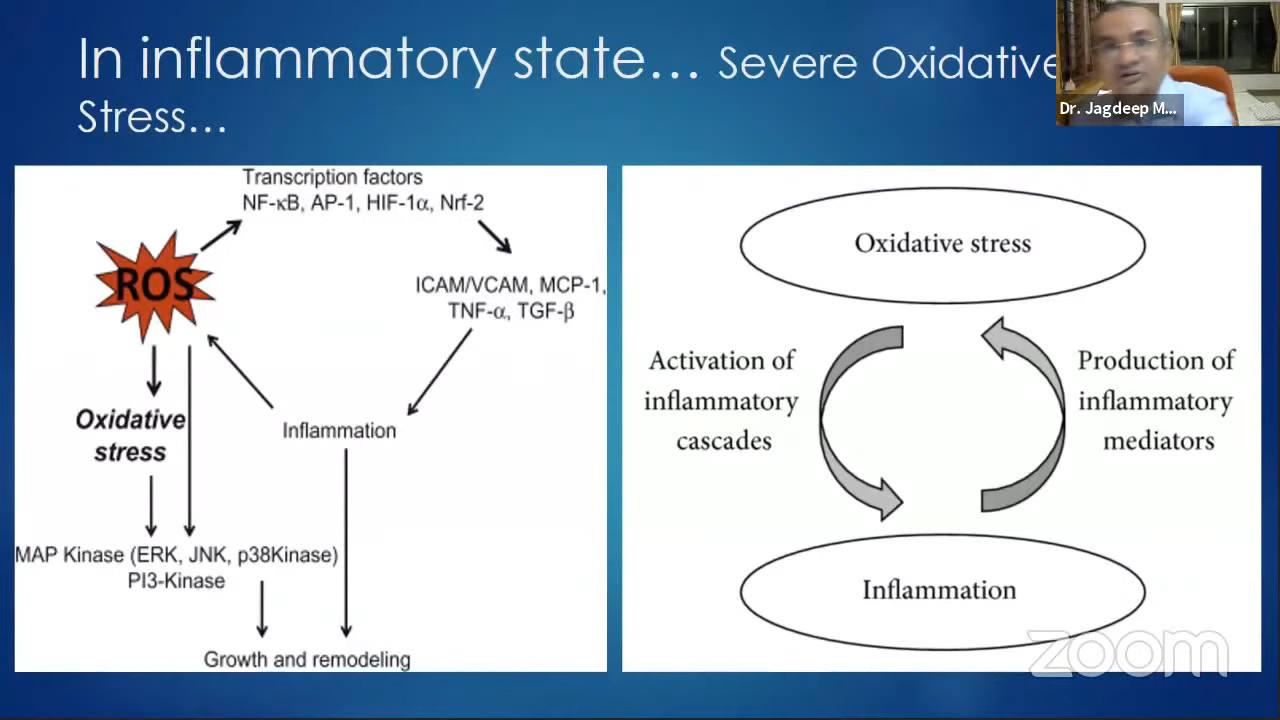 In inflammatory state... Severe Oxidative
Stress...
Dr. Jagdeep M...
Transcription factors
NF-κB, AP-1, HIF-1α, Nrf-2
ROS
ICAM/VCAM, MCP-1,
TNF-α, TGF-β
Oxidative
stress
Inflammation
MAP Kinase (ERK, JNK, p38Kinase)
PI3-Kinase
Growth and remodeling
Oxidative stress
Activation of
inflammatory
cascades
Production of
inflammatory
mediators
Inflammation
zoom